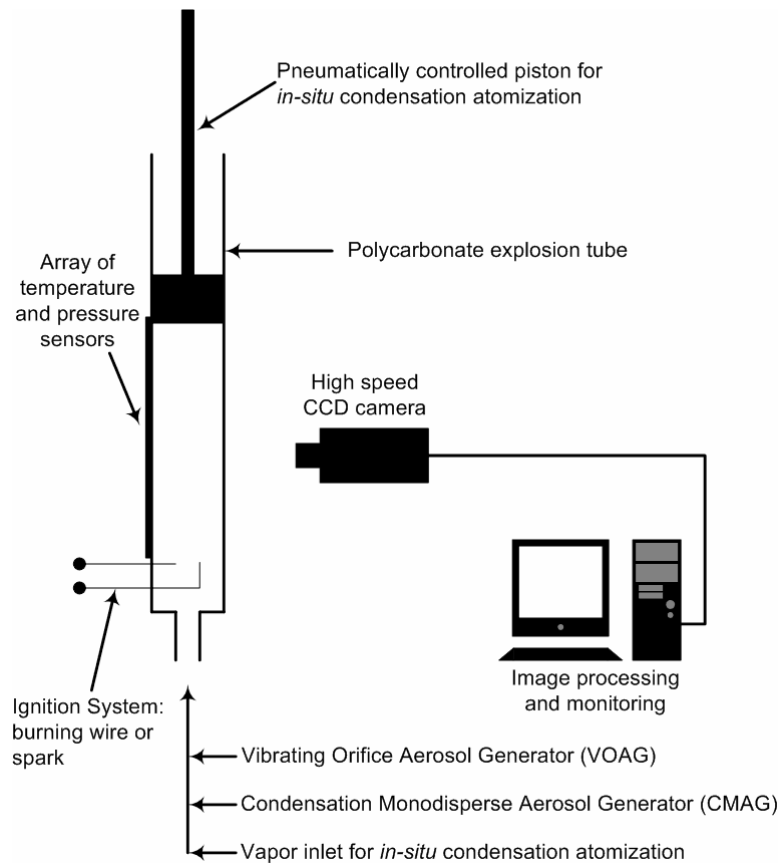 Pneumatically controlled piston for
in-situ condensation atomization
Polycarbonate explosion tube
Array of
temperature
and pressure
sensors
High speed
CCD camera
Image processing
and monitoring
Ignition System:
burning wire or
spark
Vibrating Orifice Aerosol Generator (VOAG)
Condensation Monodisperse Aerosol Generator (CMAG)
Vapor inlet for in-situ condensation atomization